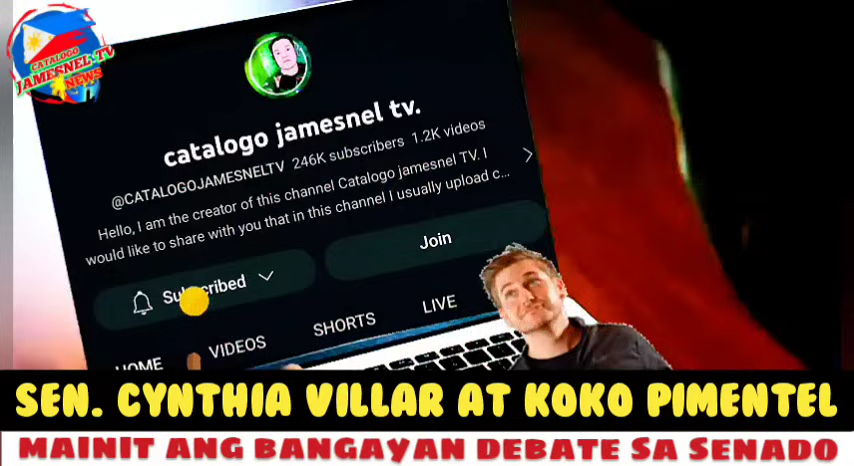 CATALOGO
JAMESNEL-TV
NEWS
catalogo jamesnel tv.
@CATALOGOJAMESNELTV 246K subscribers 1.2K videos
Hello, I am the creator of this channel Catalogo jamesnel TV. I
would like to share with you that in this channel I usually upload c...
Subscribed
Join
HOME VIDEOS SHORTS LIVE
SEN. CYNTHIA VILLAR AT KOKO PIMENTEL
MAINIT ANG BANGAYAN DEBATE SA SENADO